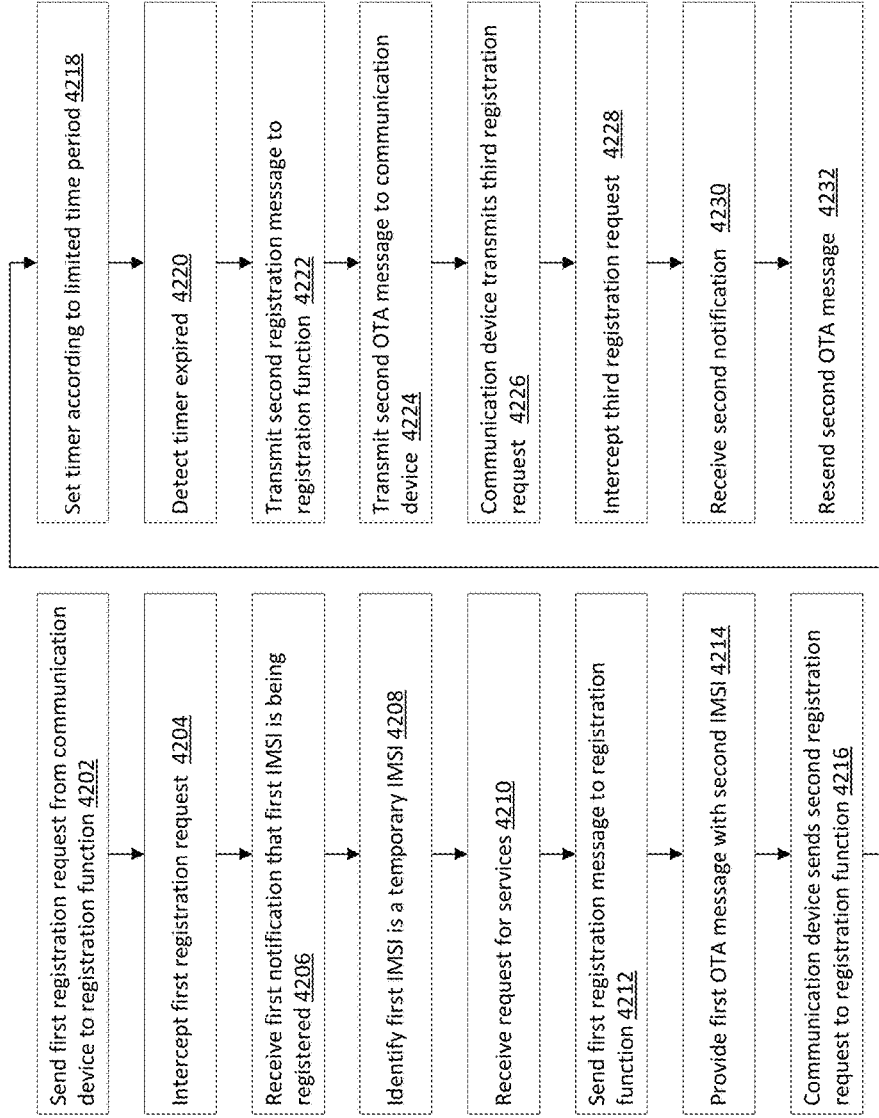 Send first registration request from communication
device to registration function 4202
Intercept first registration request 4204
Receive first notification that first IMSI is being
registered 4206
Identify first IMSI is a temporary IMSI 4208
Receive request for services 4210
Send first registration message to registration
function 4212
Provide first OTA message with second IMSI 4214
Communication device sends second registration
request to registration function 4216
Set timer according to limited time period 4218
Detect timer expired 4220
Transmit second registration message to
registration function 4222
Transmit second OTA message to communication
device 4224
Communication device transmits third registration
request 4226
Intercept third registration request 4228
Receive second notification 4230
Resend second OTA message 4232